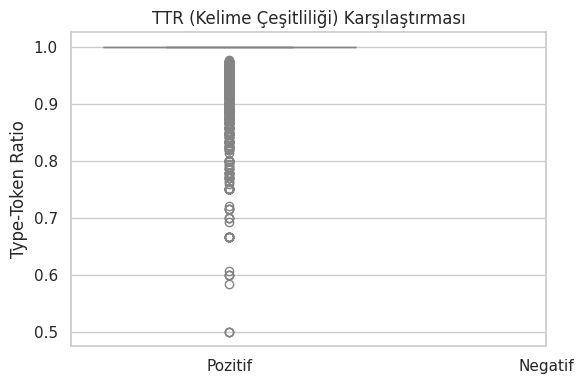 TTR (Kelime Çeşitliliği) Karşılaştırması
Type-Token Ratio
1.0
0.9
0.8
0.7
0.6
0.5
Pozitif
Negatif